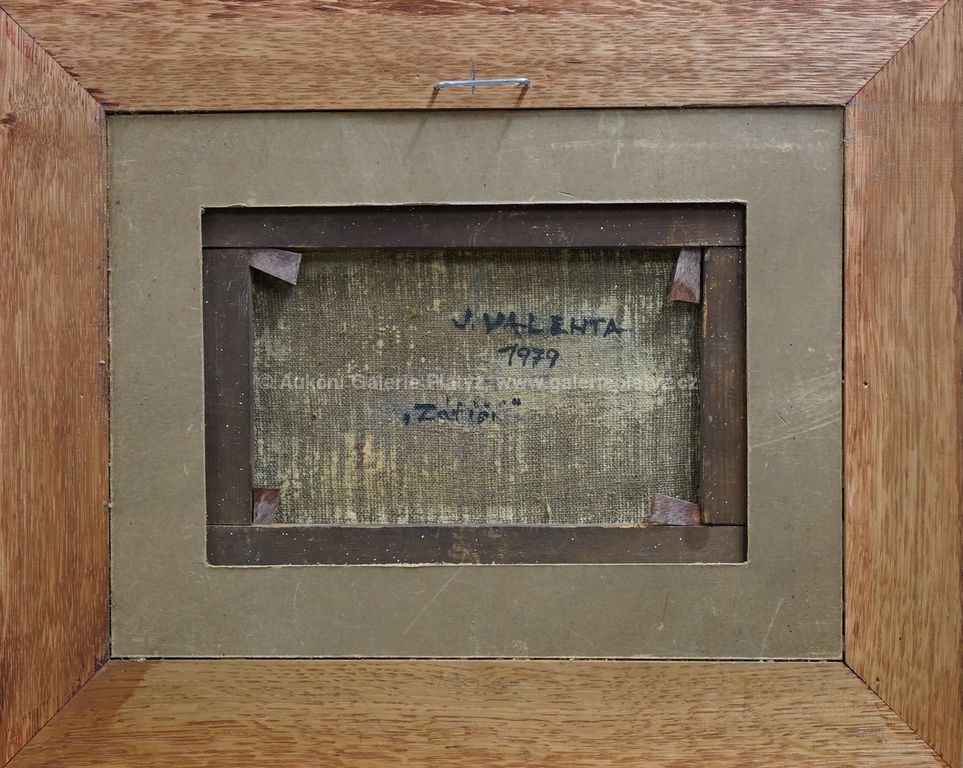 J. VALENTA
1979
© Aukční Galerie Platýz -www.galerieplatyz.cz
„Zátiší"